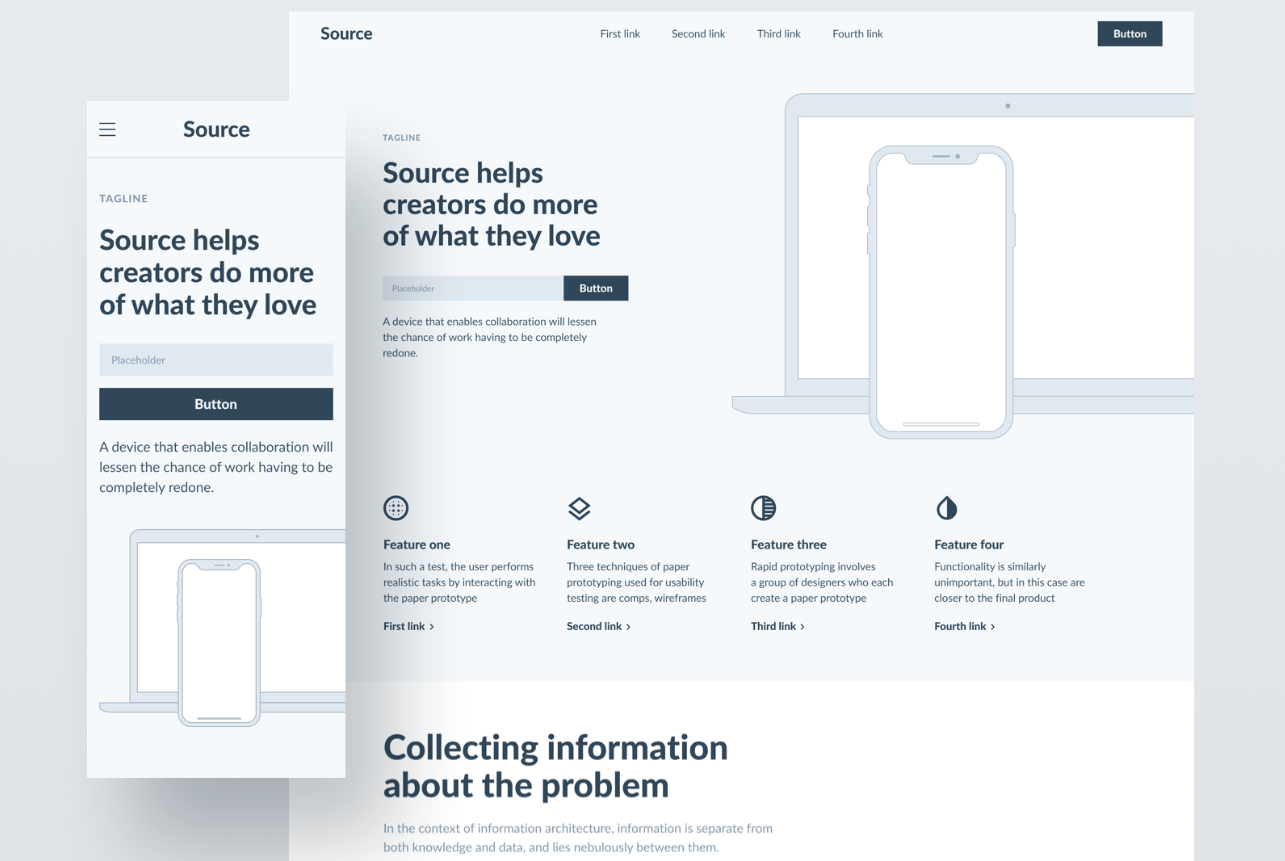 Source
First link
Second link
Third link
Fourth link
Button
TAGLINE
Source helps
creators do more
of what they love
Placeholder
Button
A device that enables collaboration will lessen
the chance of work having to be completely
redone.
Feature one
In such a test, the user performs
realistic tasks by interacting with
the paper prototype
First link
Feature two
Three techniques of paper
prototyping used for usability
testing are comps, wireframes
Second link
Feature three
Rapid prototyping involves
a group of designers who each
create a paper prototype
Third link
Feature four
Functionality is similarly
unimportant, but in this case are
closer to the final product
Fourth link
Collecting information
about the problem
In the context of information architecture, information is separate from
both knowledge and data, and lies nebulously between them.
Source
TAGLINE
Source helps
creators do more
of what they love
Placeholder
Button
A device that enables collaboration will
lessen the chance of work having to be
completely redone.